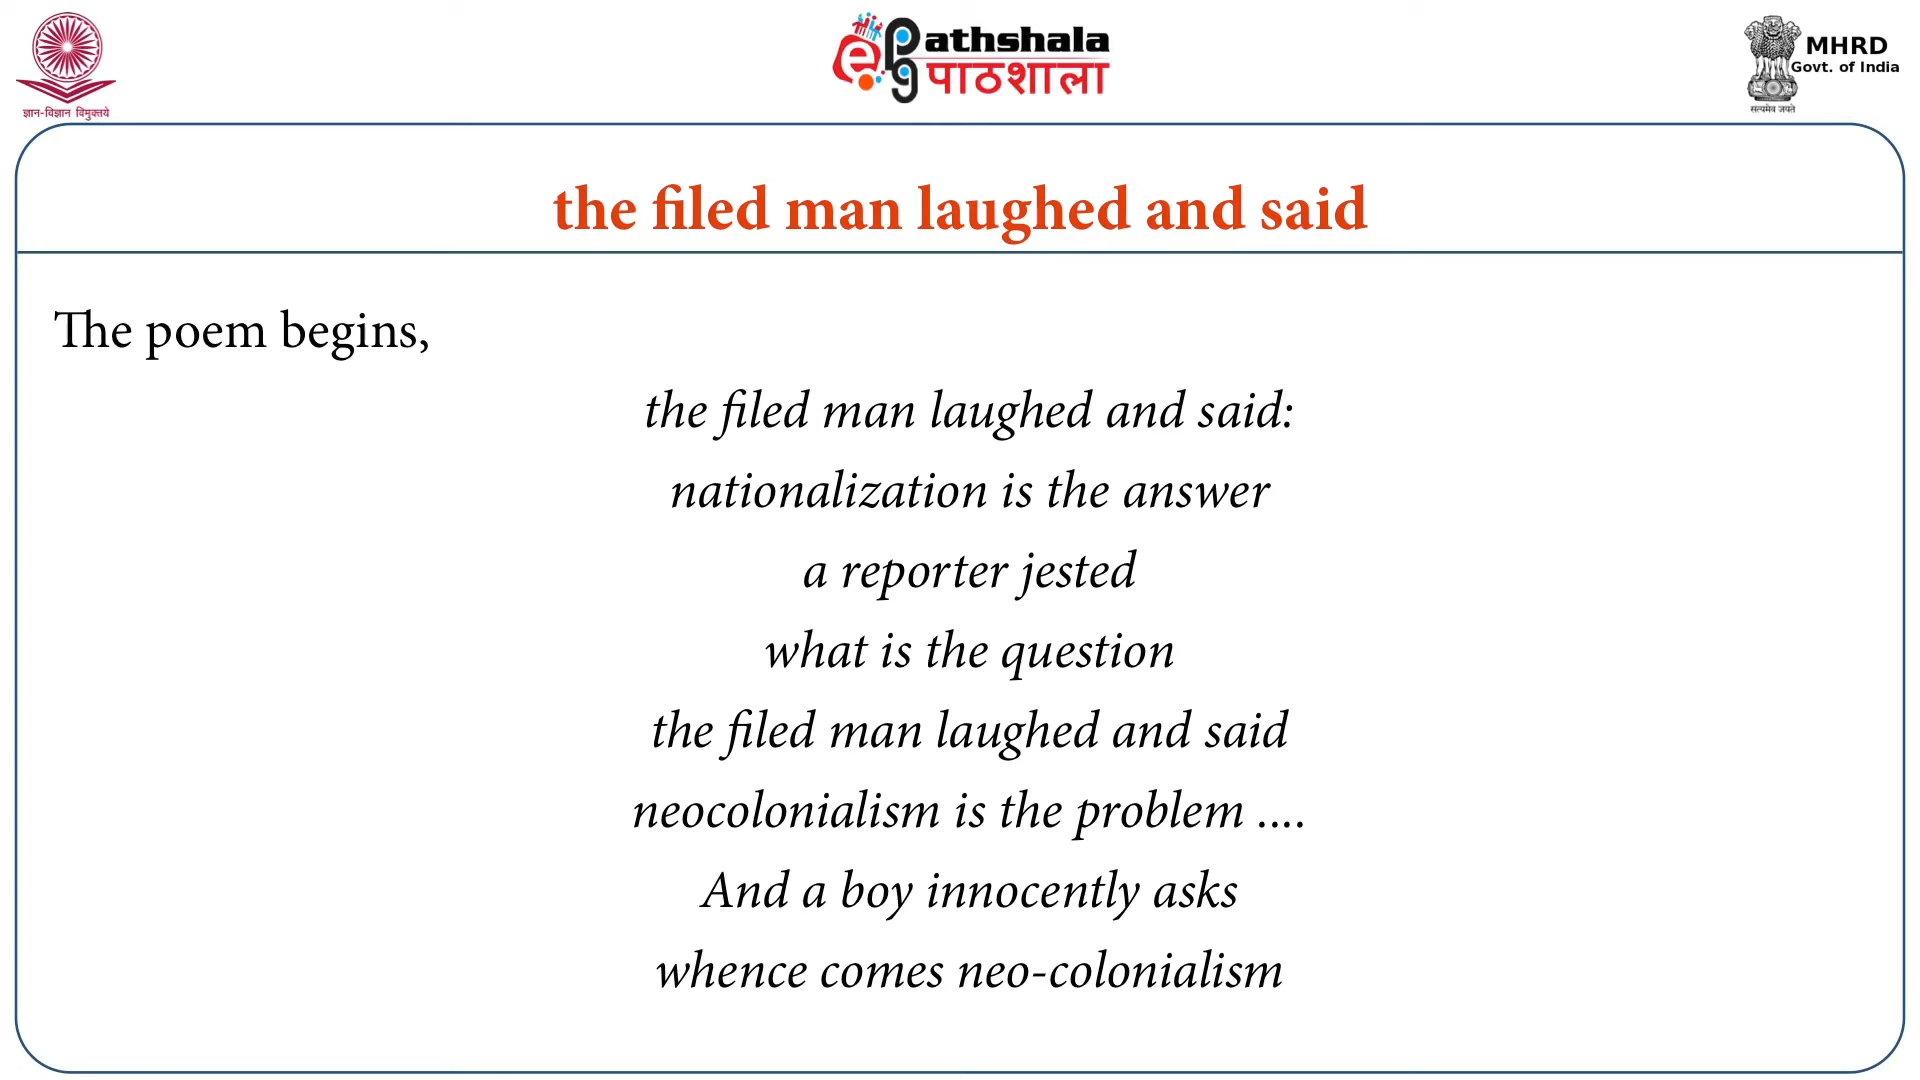 ज्ञान-विज्ञान विमुक्तये
ePG Pathshala
पाठशाला
MHRD
Govt. of India
सत्यमेव जयते
the filed man laughed and said
The poem begins,
the filed man laughed and said:
nationalization is the answer
a reporter jested
what is the question
the filed man laughed and said
neocolonialism is the problem ....
And a boy innocently asks
whence comes neo-colonialism